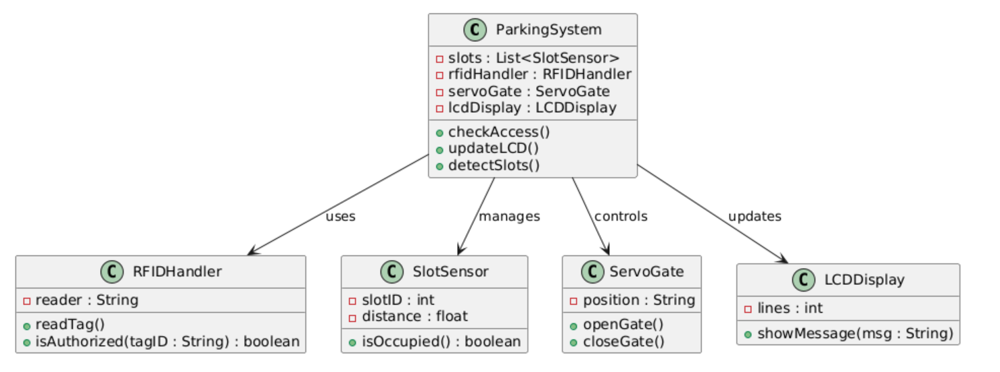 C ParkingSystem
slots : List<SlotSensor>
rfidHandler : RFIDHandler
servoGate : ServoGate
lcdDisplay : LCDDisplay
checkAccess()
updateLCD()
detectSlots()
uses
manages
controls
updates
C RFIDHandler
reader : String
readTag()
isAuthorized(tagID : String) : boolean
C SlotSensor
slotID : int
distance : float
isOccupied() : boolean
C ServoGate
position : String
openGate()
closeGate()
C LCDDisplay
lines : int
showMessage(msg : String)